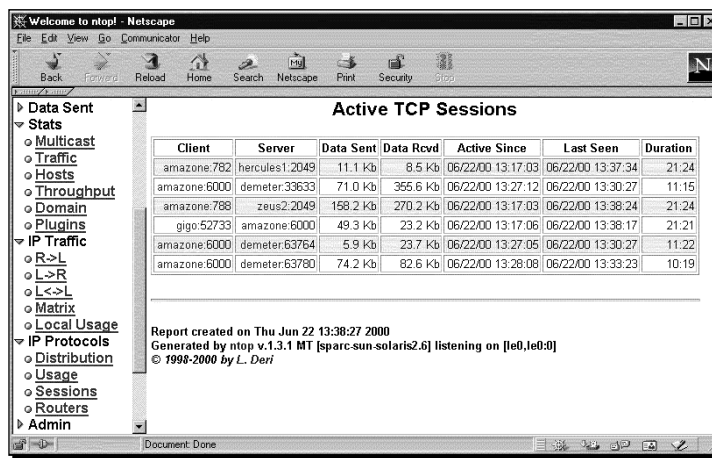 Welcome to ntop! - Netscape
File Edit View Go Communicator Help
Back Forward Reload Home Search Netscape Print Security Stop
Data Sent
Stats
Multicast
Traffic
Hosts
Throughput
Domain
Plugins
IP Traffic
R->L
L->R
L<->L
Matrix
Local Usage
IP Protocols
Distribution
Usage
Sessions
Routers
Admin
Active TCP Sessions
Client Server Data Sent Data Rcvd Active Since Last Seen Duration
amazone:782 hercules1:2049 11.1 Kb 8.5 Kb 06/22/00 13:17:03 06/22/00 13:37:34 21:24
amazone:6000 demeter:33633 71.0 Kb 355.6 Kb 06/22/00 13:27:12 06/22/00 13:30:27 11:15
amazone:788 zeus2:2049 158.2 Kb 270.2 Kb 06/22/00 13:17:03 06/22/00 13:38:24 21:24
gigo:52733 amazone:6000 49.3 Kb 23.2 Kb 06/22/00 13:17:06 06/22/00 13:38:17 21:21
amazone:6000 demeter:63764 5.9 Kb 23.7 Kb 06/22/00 13:27:05 06/22/00 13:30:27 11:22
amazone:6000 demeter:63780 74.2 Kb 82.6 Kb 06/22/00 13:28:08 06/22/00 13:33:23 10:19
Report created on Thu Jun 22 13:38:27 2000
Generated by ntop v.1.3.1 MT [sparc-sun-solaris2.6] listening on [le0,le0:0]
© 1998-2000 by L. Deri
Document: Done